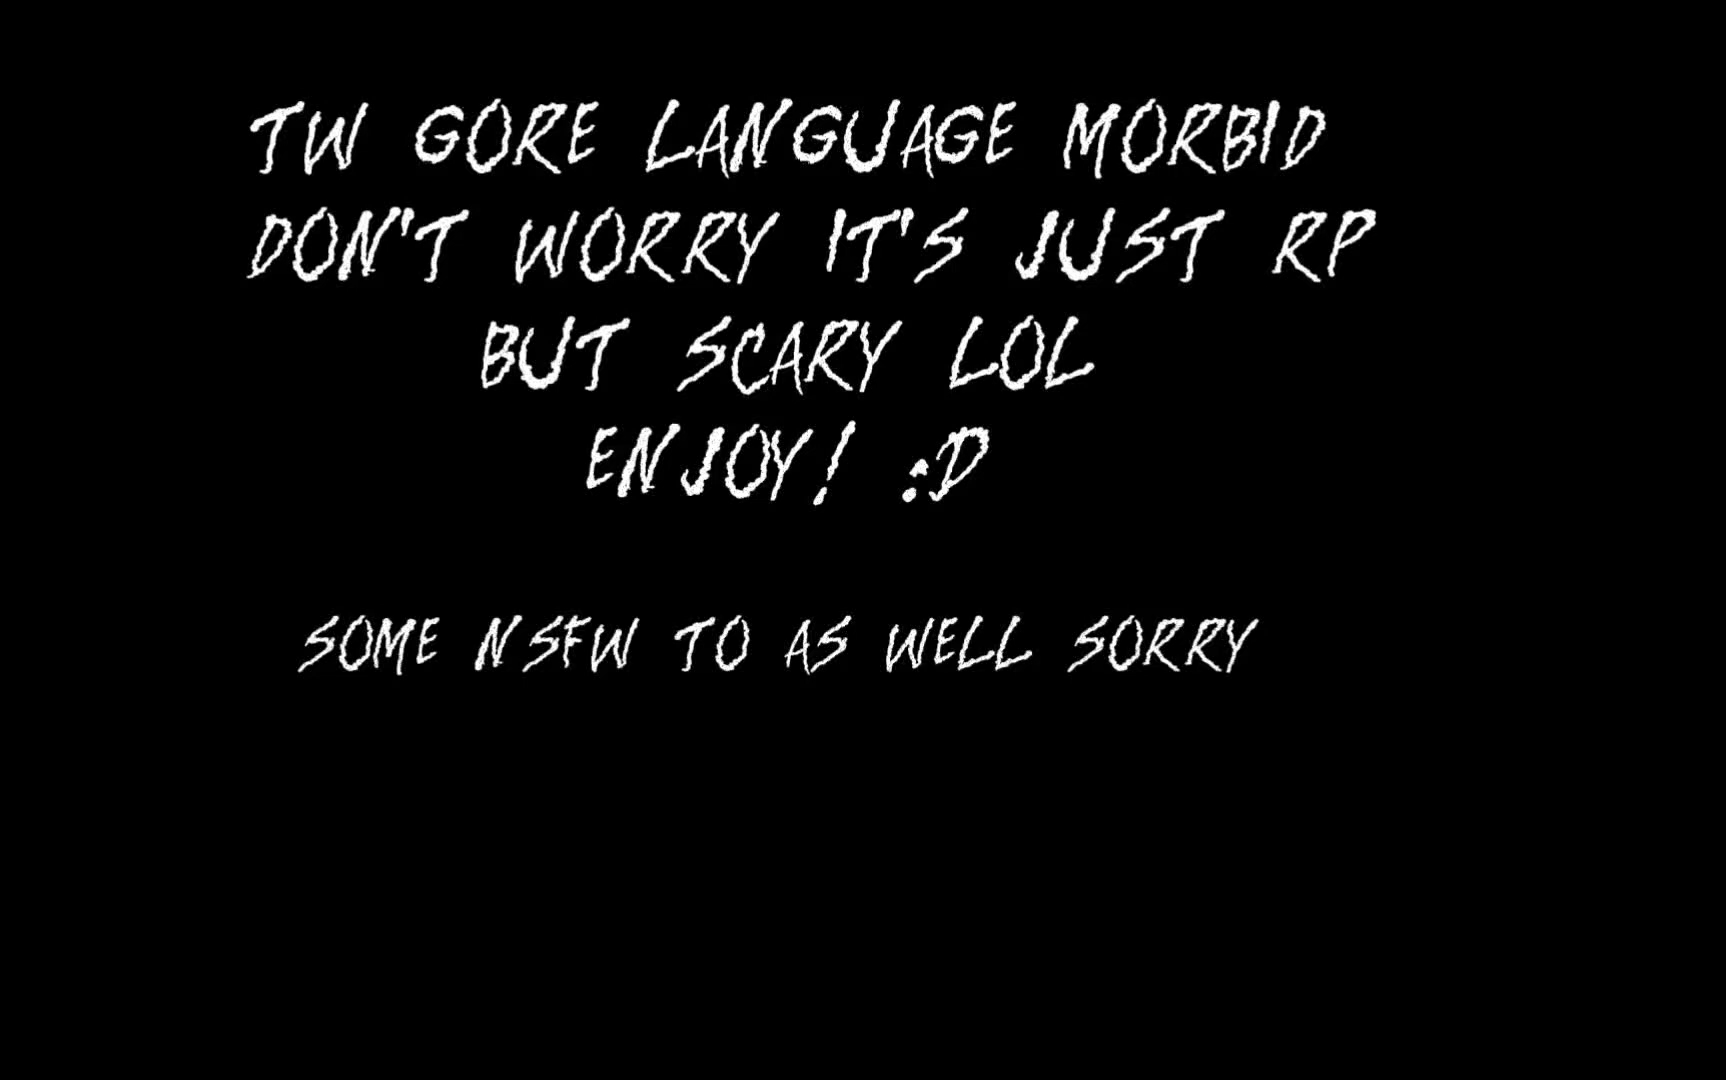 TW GORE LANGUAGE MORBID
DON'T WORRY IT'S JUST RP
BUT SCARY LOL
ENJOY! :D
SOME NSFW TO AS WELL SORRY